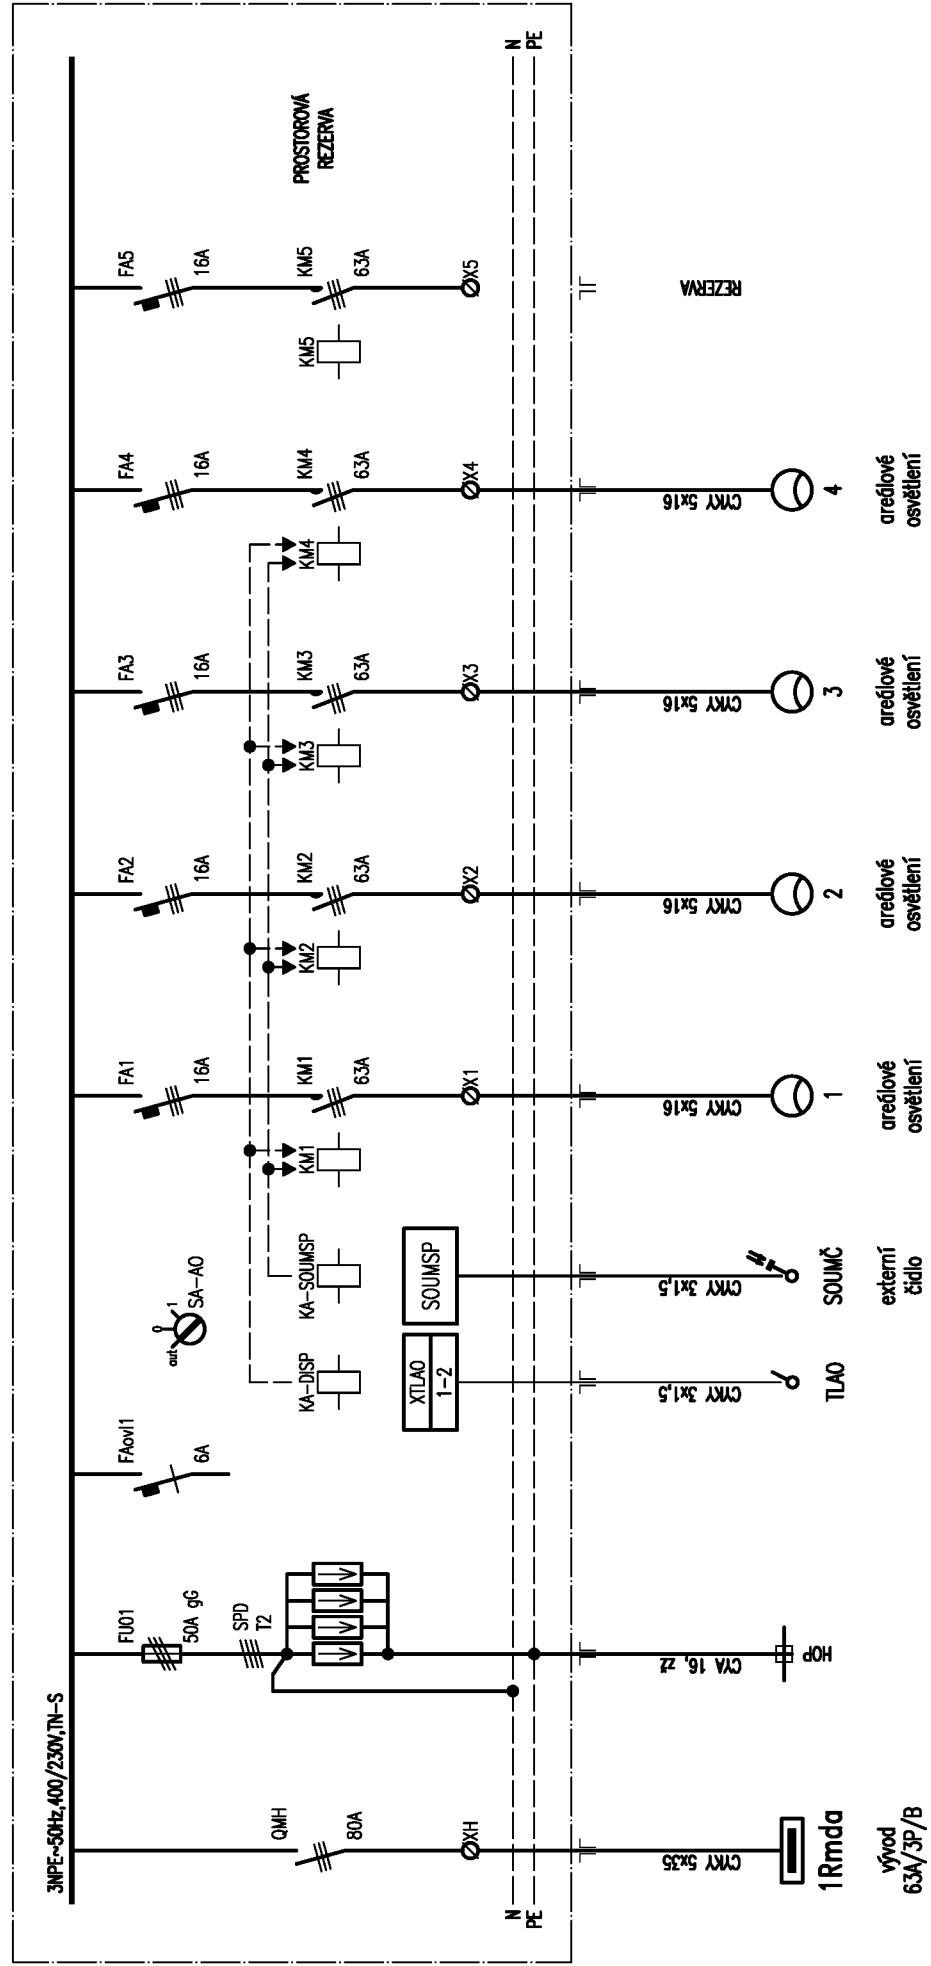 3NPE~50Hz,400/230V,TN-S
QMH
80A
XH
CYKY 5x35
1Rmda
vývod
63A/3P/B
FU01
50A gG
SPD
T2
CYA 16, zž
HOP
FAovl1
6A
aut
0
1
SA-AO
KA-DISP
XTLAO
1-2
CYKY 3x1,5
TLAO
KA-SOUMSP
SOUMSP
CYKY 3x1,5
SOUMČ
externí
čidlo
FA1
16A
KM1
63A
KM1
X1
CYKY 5x16
1
areálové
osvětlení
FA2
16A
KM2
63A
KM2
X2
CYKY 5x16
2
areálové
osvětlení
FA3
16A
KM3
63A
KM3
X3
CYKY 5x16
3
areálové
osvětlení
FA4
16A
KM4
63A
KM4
X4
CYKY 5x16
4
areálové
osvětlení
FA5
16A
KM5
63A
KM5
X5
REZERVA
PROSTOROVÁ
REZERVA
N
PE
N
PE